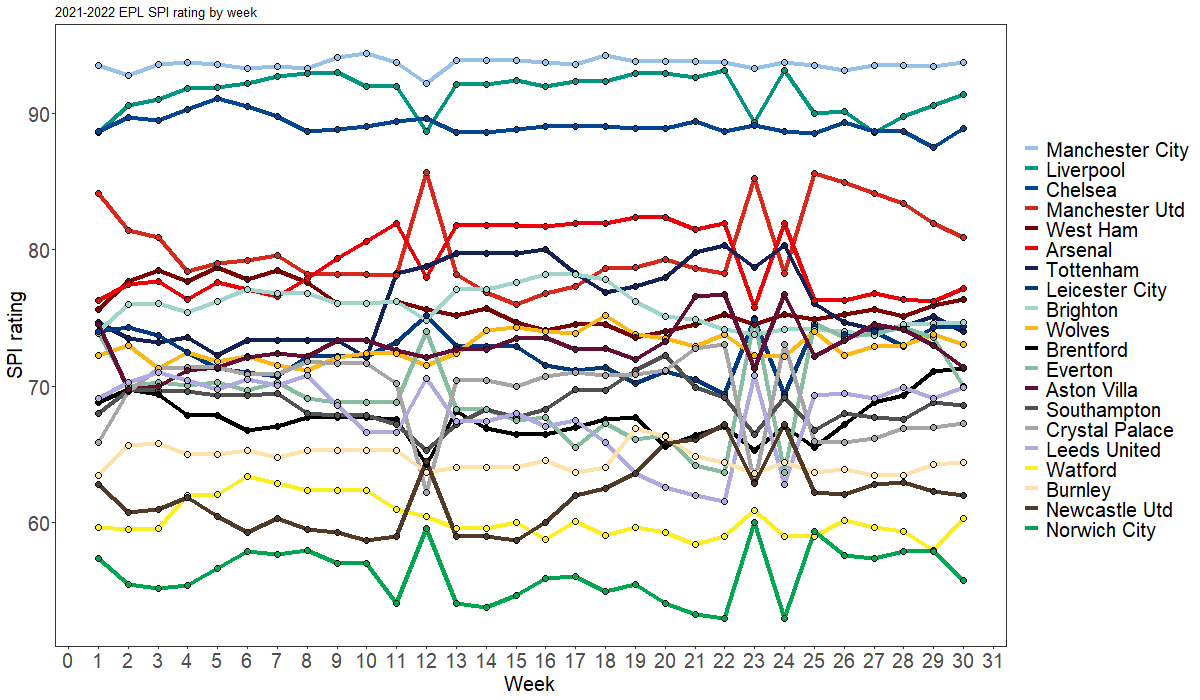 2021-2022 EPL SPI rating by week
SPI rating
90
80
70
60
0 1 2 3 4 5 6 7 8 9 10 11 12 13 14 15 16 17 18 19 20 21 22 23 24 25 26 27 28 29 30 31
Week
Manchester City
Liverpool
Chelsea
Manchester Utd
West Ham
Arsenal
Tottenham
Leicester City
Brighton
Wolves
Brentford
Everton
Aston Villa
Southampton
Crystal Palace
Leeds United
Watford
Burnley
Newcastle Utd
Norwich City